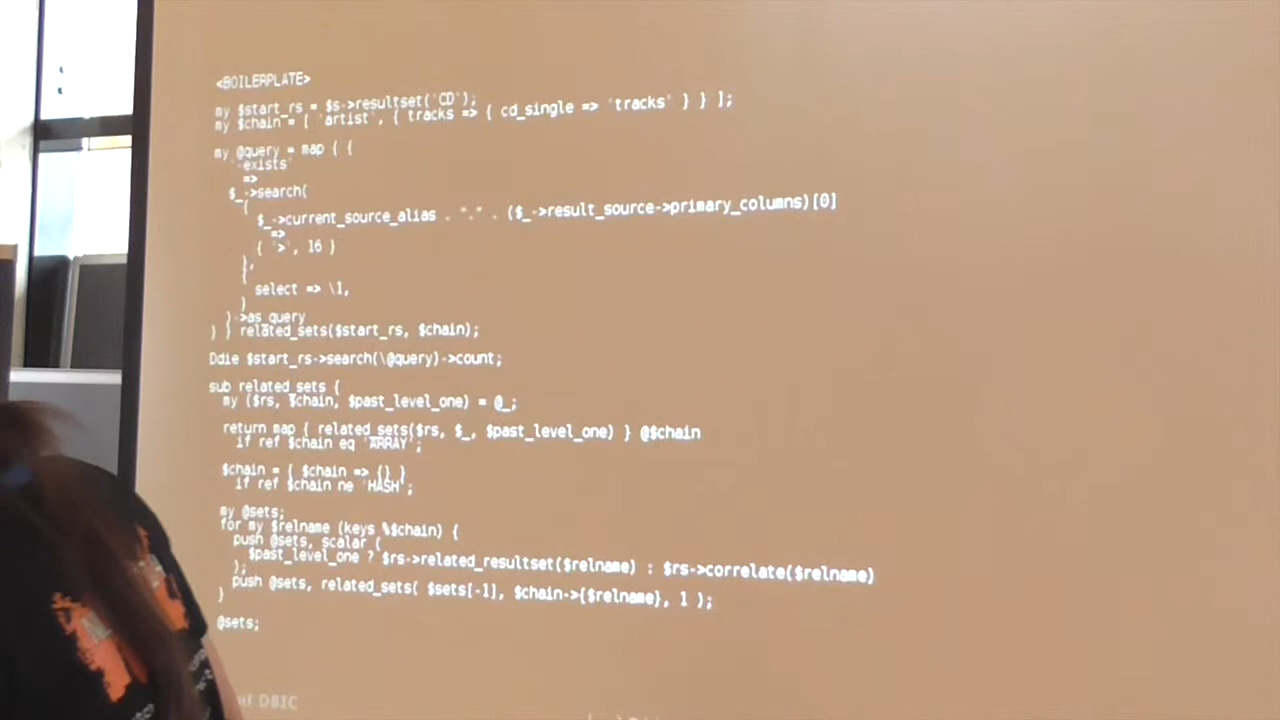 <BOILERPLATE>
my $start_rs = $s->resultset('CD');
my $chain = [ 'artist', { tracks => { cd_single => 'tracks' } } ];
my @query = map { {
'-exists'
=>
$_->search(
{
$_->current_source_alias . "." . ($_->result_source->primary_columns)[0]
=>
{ '>', 16 }
},
{
select => \1,
}
)->as_query
} } related_sets($start_rs, $chain);
Ddie $start_rs->search(\@query)->count;
sub related_sets {
my ($rs, $chain, $past_level_one) = @_;
return map { related_sets($rs, $_, $past_level_one) } @$chain
if ref $chain eq 'ARRAY';
$chain = { $chain => {} }
if ref $chain ne 'HASH';
my @sets;
for my $relname (keys %$chain) {
push @sets, scalar (
$past_level_one ? $rs->related_resultset($relname) : $rs->correlate($relname)
);
push @sets, related_sets( $sets[-1], $chain->{$relname}, 1 );
}
@sets;
DBIC